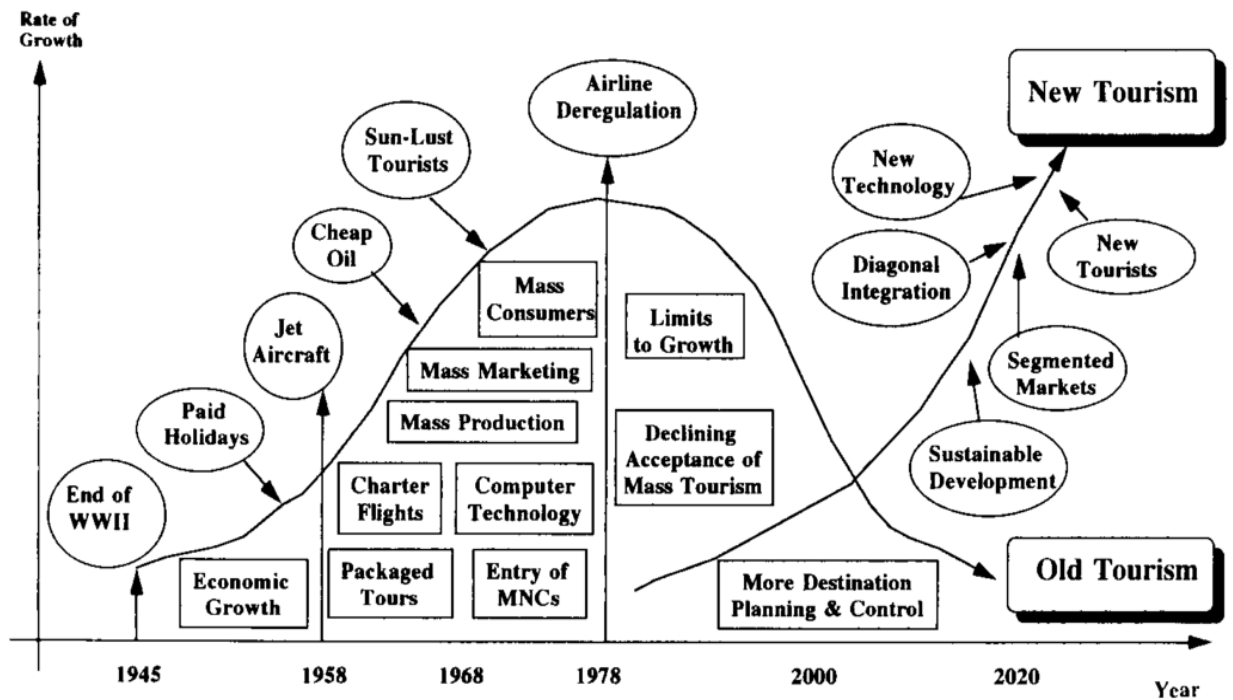 Rate of
Growth
Airline
Deregulation
New Tourism
Sun-Lust
Tourists
New
Technology
Cheap
Oil
New
Tourists
Diagonal
Integration
Mass
Consumers
Jet
Aircraft
Limits
to Growth
Segmented
Markets
Mass Marketing
Paid
Holidays
Mass Production
Declining
Acceptance of
Mass Tourism
Sustainable
Development
End of
WWII
Charter
Flights
Computer
Technology
Economic
Growth
Packaged
Tours
Entry of
MNCs
More Destination
Planning & Control
Old Tourism
1945
1958
1968
1978
2000
2020
Year